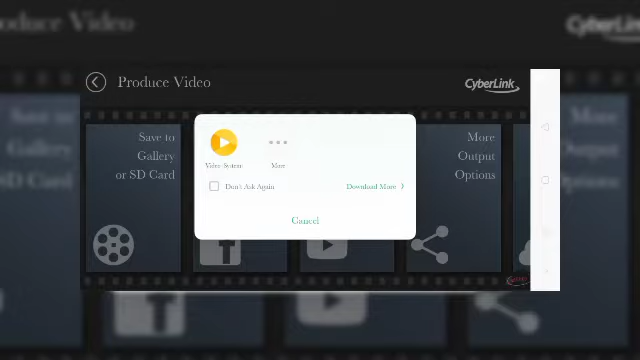 Produce Video
CyberLink
Save to
Gallery
or SD Card
More
Output
Options
Video System
More
Don't Ask Again
Download More
Cancel